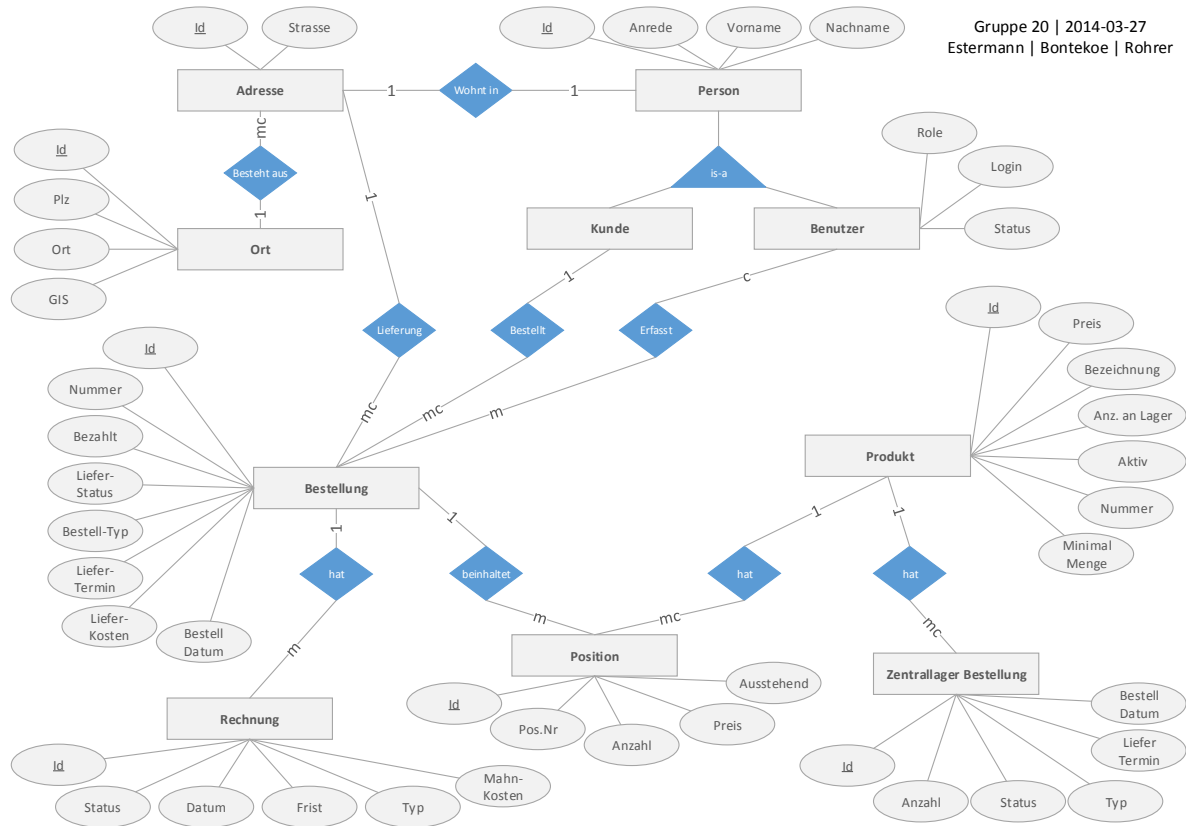 Gruppe 20 | 2014-03-27
Estermann | Bontekoe | Rohrer
Id
Strasse
Id
Anrede
Vorname
Nachname
Adresse
1
Wohnt in
1
Person
mc
Besteht aus
1
Ort
Id
Plz
Ort
GIS
is-a
Kunde
Benutzer
Role
Login
Status
1
Lieferung
mc
1
Bestellt
mc
c
Erfasst
m
Id
Nummer
Bezahlt
Liefer-
Status
Bestell-Typ
Liefer-
Termin
Liefer-
Kosten
Bestell
Datum
Bestellung
Id
Preis
Bezeichnung
Anz. an Lager
Aktiv
Nummer
Minimal
Menge
Produkt
1
hat
m
1
beinhaltet
m
1
hat
mc
1
hat
mc
Position
Id
Pos.Nr
Anzahl
Preis
Ausstehend
Zentrallager Bestellung
Id
Anzahl
Status
Typ
Liefer
Termin
Bestell
Datum
Rechnung
Id
Status
Datum
Frist
Typ
Mahn-
Kosten